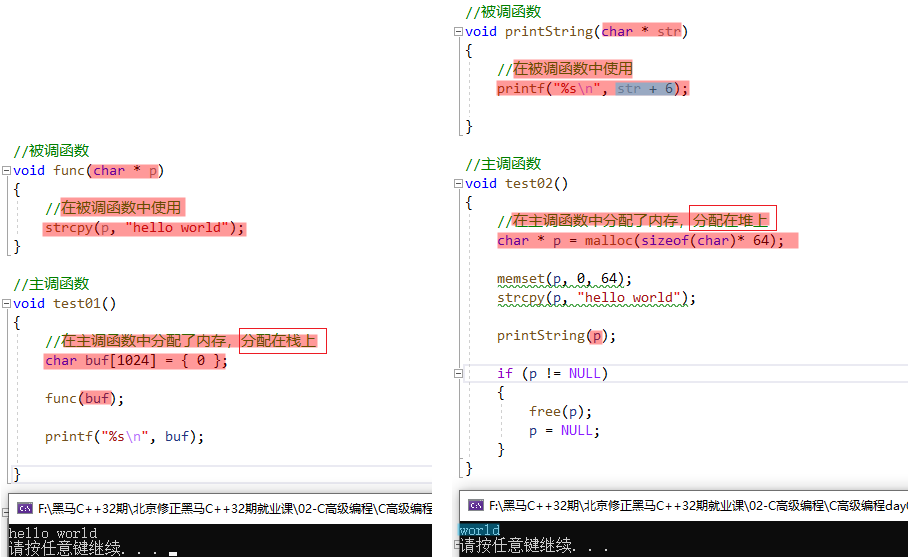 //被调函数
void func(char * p)
{
//在被调函数中使用
strcpy(p, "hello world");
}
//主调函数
void test01()
{
//在主调函数中分配了内存，分配在栈上
char buf[1024] = { 0 };
func(buf);
printf("%s\n", buf);
}
F:\黑马C++32期\北京修正黑马C++32期就业课\02-C高级编程\C高级编程
hello world
请按任意键继续. . .
//被调函数
void printString(char * str)
{
//在被调函数中使用
printf("%s\n", str + 6);
}
//主调函数
void test02()
{
//在主调函数中分配了内存，分配在堆上
char * p = malloc(sizeof(char)* 64);
memset(p, 0, 64);
strcpy(p, "hello world");
printString(p);
if (p != NULL)
{
free(p);
p = NULL;
}
}
F:\黑马C++32期\北京修正黑马C++32期就业课\02-C高级编程\C高级编程day0
world
请按任意键继续. . .